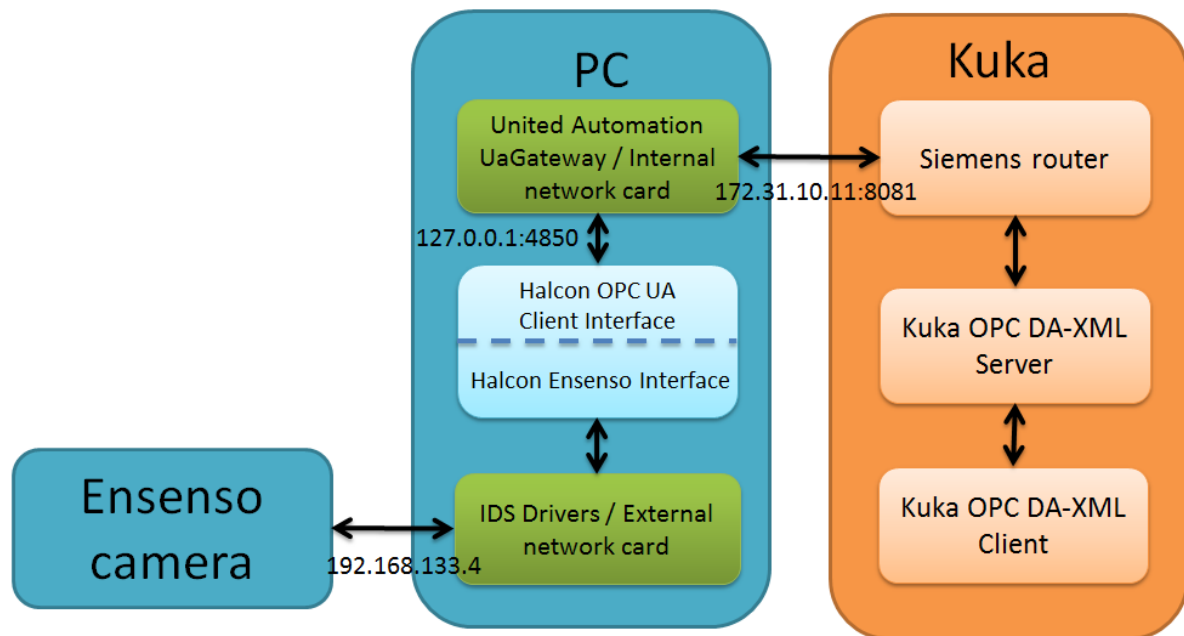 PC
United Automation
UaGateway / Internal
network card
127.0.0.1:4850
Halcon OPC UA
Client Interface
Halcon Ensenso Interface
IDS Drivers / External
network card
Ensenso
camera
192.168.133.4
172.31.10.11:8081
Kuka
Siemens router
Kuka OPC DA-XML
Server
Kuka OPC DA-XML
Client